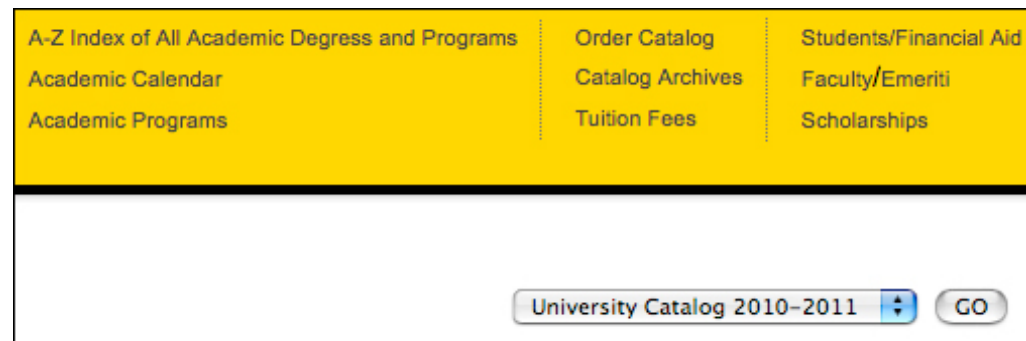 A-Z Index of All Academic Degress and Programs
Academic Calendar
Academic Programs
Order Catalog
Catalog Archives
Tuition Fees
Students/Financial Aid
Faculty/Emeriti
Scholarships
University Catalog 2010-2011
GO